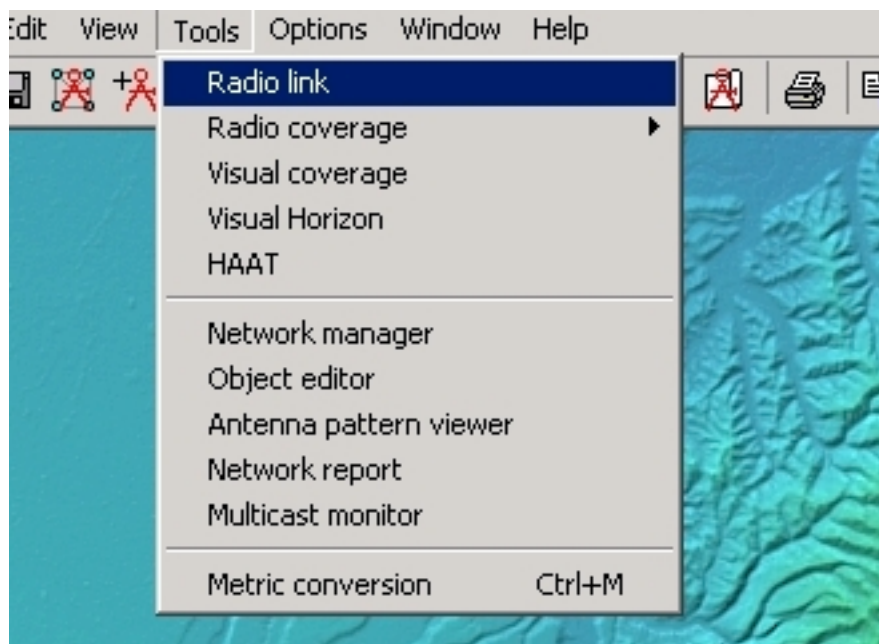 View Tools Options Window Help
Radio link
Radio coverage
Visual coverage
Visual Horizon
HAAT
Network manager
Object editor
Antenna pattern viewer
Network report
Multicast monitor
Metric conversion Ctrl+M